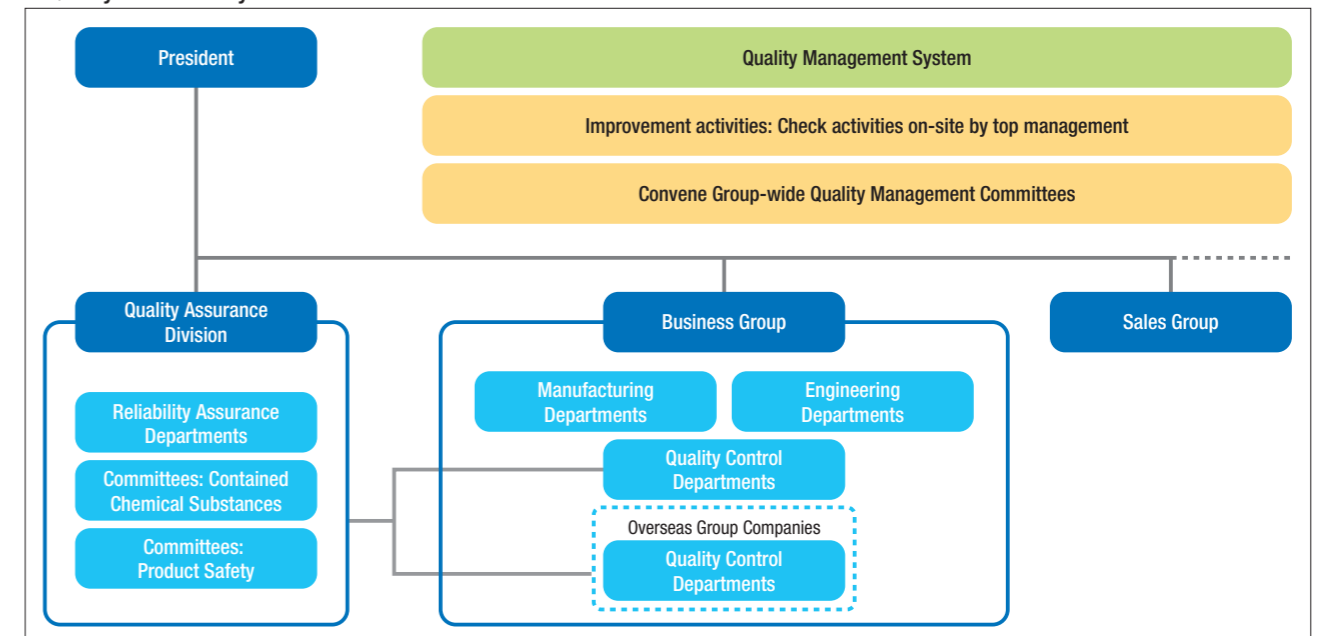 President
Quality Management System
Improvement activities: Check activities on-site by top management
Convene Group-wide Quality Management Committees
Quality Assurance
Division
Business Group
Sales Group
Reliability Assurance
Departments
Committees: Contained
Chemical Substances
Committees:
Product Safety
Manufacturing
Departments
Engineering
Departments
Quality Control
Departments
Overseas Group Companies
Quality Control
Departments